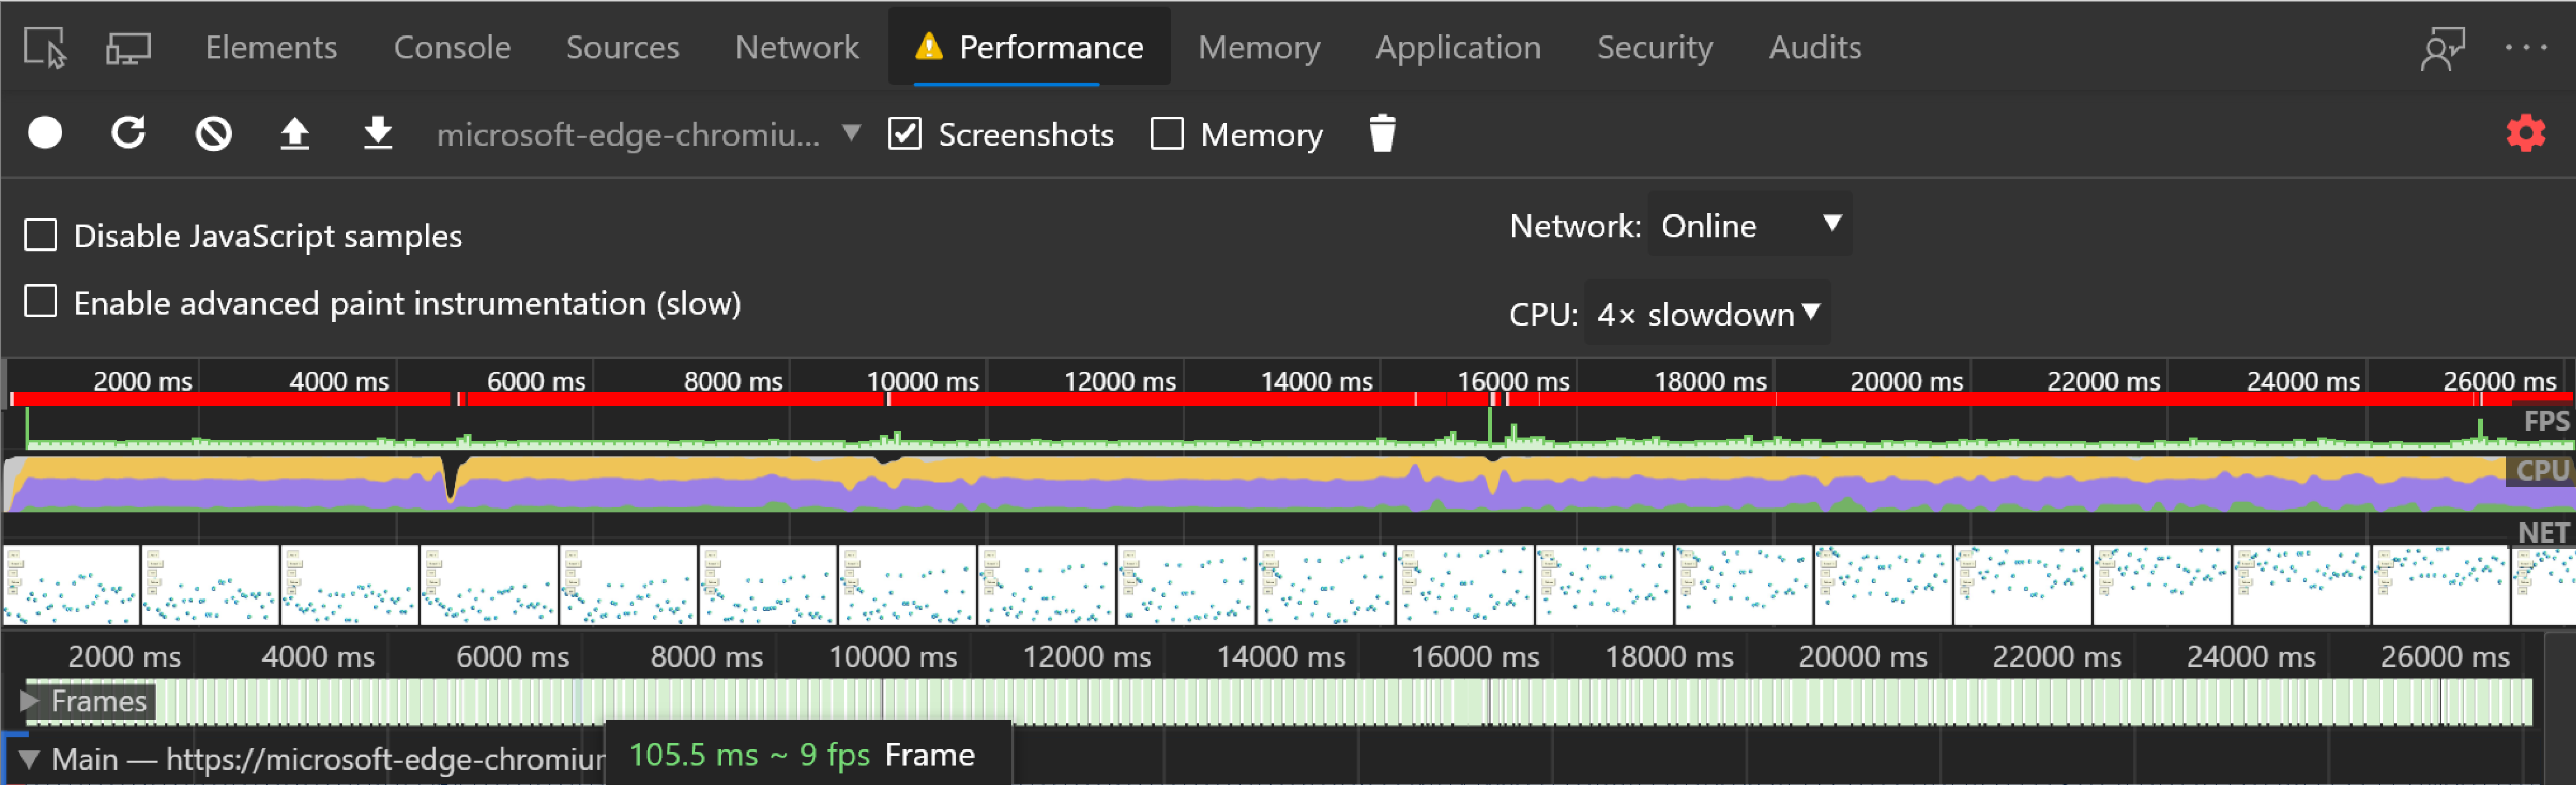 Elements Console Sources Network Performance Memory Application Security Audits
microsoft-edge-chromiu... Screenshots Memory
Disable JavaScript samples
Network: Online
Enable advanced paint instrumentation (slow)
CPU: 4× slowdown
2000 ms 4000 ms 6000 ms 8000 ms 10000 ms 12000 ms 14000 ms 16000 ms 18000 ms 20000 ms 22000 ms 24000 ms 26000 ms
FPS
CPU
NET
2000 ms 4000 ms 6000 ms 8000 ms 10000 ms 12000 ms 14000 ms 16000 ms 18000 ms 20000 ms 22000 ms 24000 ms 26000 ms
Frames
Main — https://microsoft-edge-chromiur
105.5 ms ~ 9 fps Frame